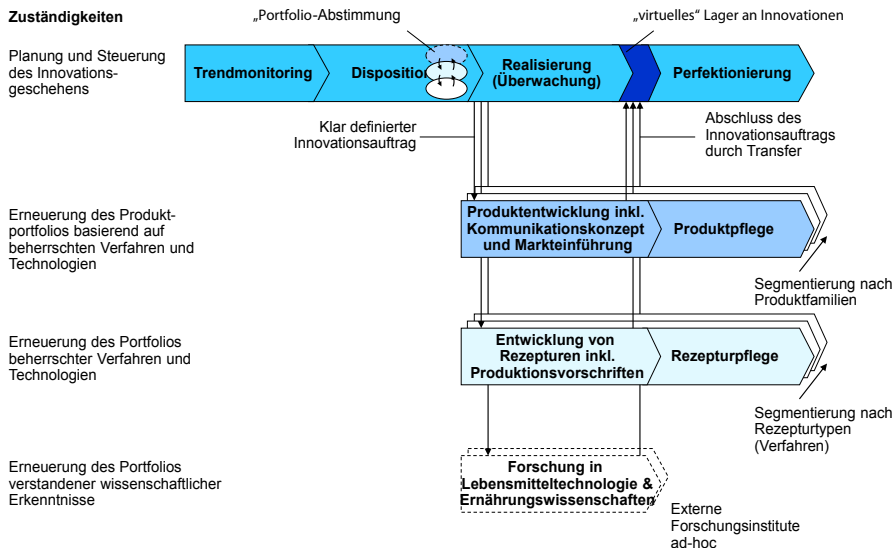 Zuständigkeiten
„Portfolio-Abstimmung
„virtuelles“ Lager an Innovationen
Planung und Steuerung
des Innovations-
geschehens
Trendmonitoring
Disposition
Realisierung
(Überwachung)
Perfektionierung
Klar definierter
Innovationsauftrag
Abschluss des
Innovationsauftrags
durch Transfer
Erneuerung des Produkt-
portfolios basierend auf
beherrschten Verfahren und
Technologien
Produktentwicklung inkl.
Kommunikationskonzept
und Markteinführung
Produktpflege
Segmentierung nach
Produktfamilien
Erneuerung des Portfolios
beherrschter Verfahren und
Technologien
Entwicklung von
Rezepturen inkl.
Produktionsvorschriften
Rezepturpflege
Segmentierung nach
Rezepturtypen
(Verfahren)
Erneuerung des Portfolios
verstandener wissenschaftlicher
Erkenntnisse
Forschung in
Lebensmitteltechnologie &
Ernährungswissenschaften
Externe
Forschungsinstitute
ad-hoc